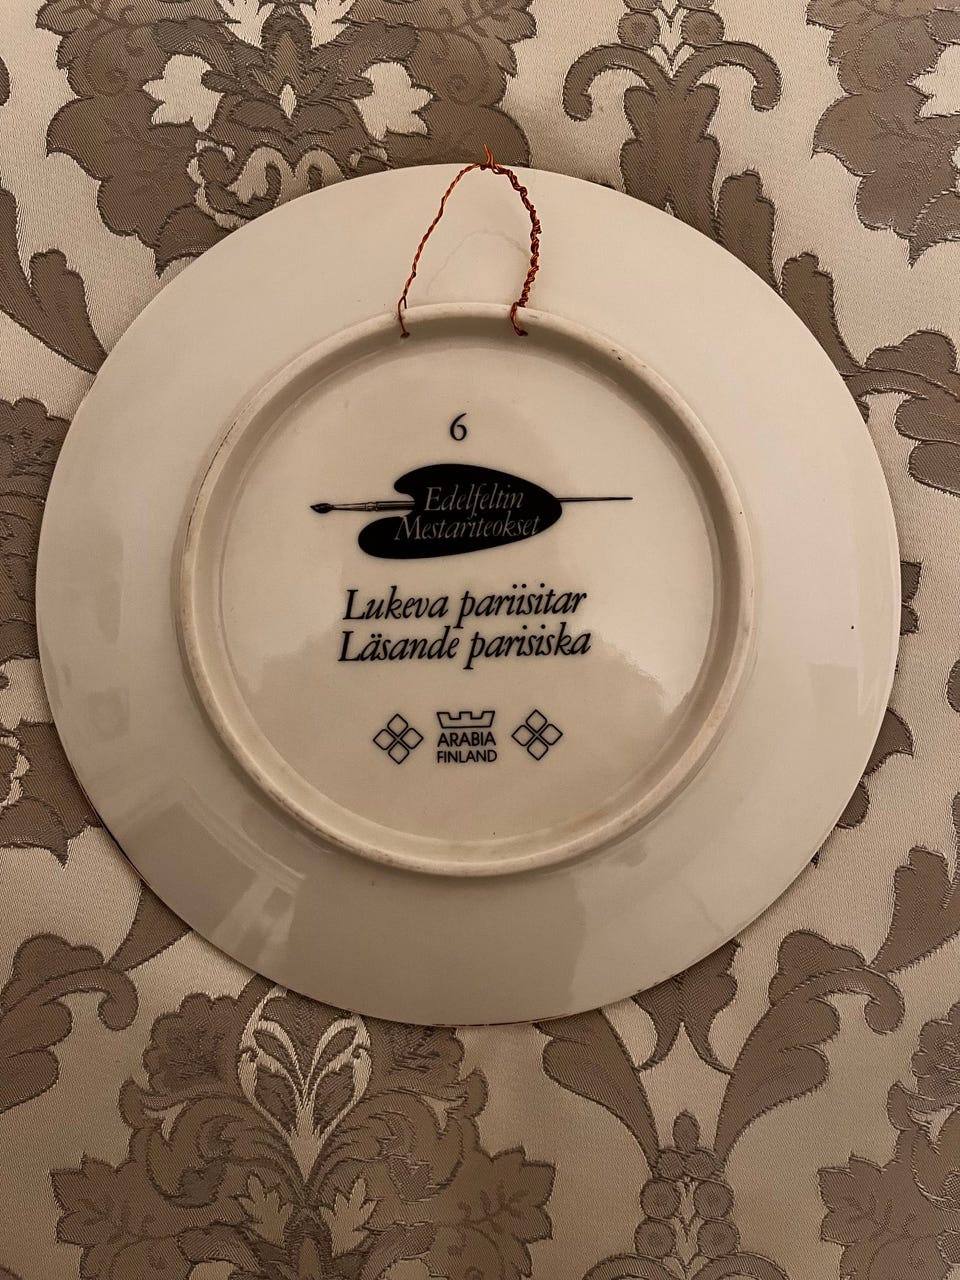 6
Edelfeltin
Mestariteokset
Lukeva pariisitar
Läsande parisiska
ARABIA
FINLAND